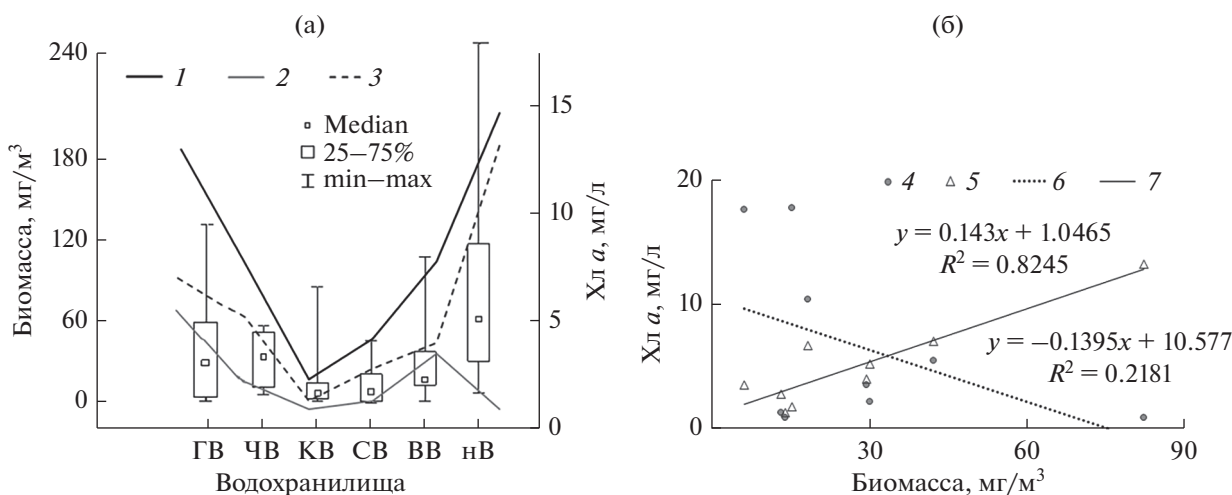 (а)
240
180
120
60
0
Биомасса, мг/м³
1 2 3
Median
25–75%
min–max
15
10
5
0
Хл a, мг/л
ГВ ЧВ КВ СВ ВВ нВ
Водохранилища
(б)
20
10
0
Хл a, мг/л
4 5 6 7
y = 0.143x + 1.0465
R² = 0.8245
y = −0.1395x + 10.577
R² = 0.2181
30 60 90
Биомасса, мг/м³